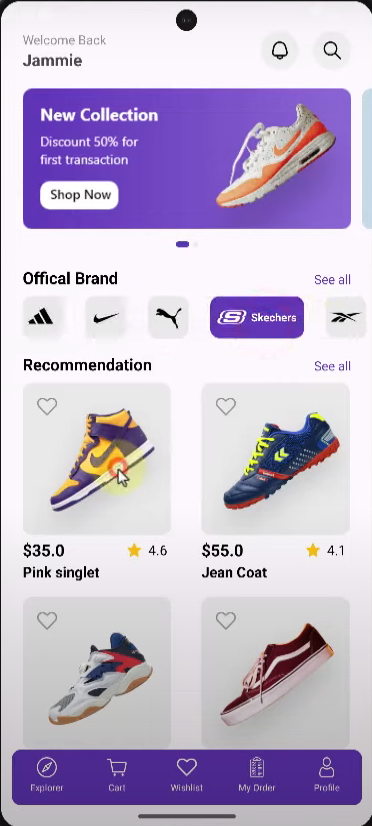 Welcome Back
Jammie
New Collection
Discount 50% for
first transaction
Shop Now
Offical Brand
See all
Skechers
Recommendation
See all
$35.0
4.6
$55.0
4.1
Pink singlet
Jean Coat
Explorer
Cart
Wishlist
My Order
Profile